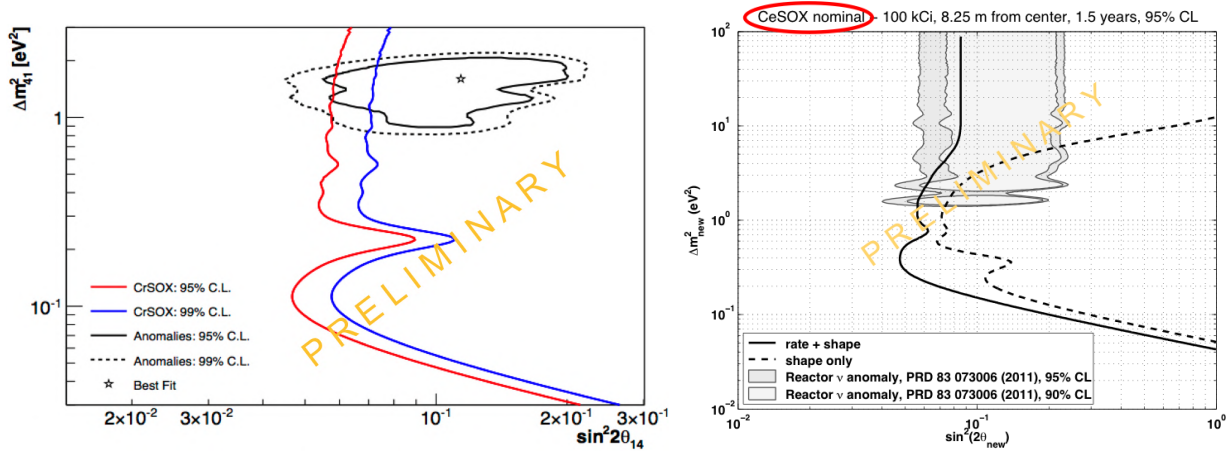 Δm²₄₁ [eV²]
1
10⁻¹
PRELIMINARY
CrSOX: 95% C.L.
CrSOX: 99% C.L.
Anomalies: 95% C.L.
Anomalies: 99% C.L.
Best Fit
2×10⁻² 3×10⁻² 10⁻¹ 2×10⁻¹ 3×10⁻¹
sin²2θ₁₄
CeSOX nominal - 100 kCi, 8.25 m from center, 1.5 years, 95% CL
10²
10¹
10⁰
10⁻¹
10⁻²
Δm²new (eV²)
PRELIMINARY
rate + shape
shape only
Reactor ν anomaly, PRD 83 073006 (2011), 95% CL
Reactor ν anomaly, PRD 83 073006 (2011), 90% CL
10⁻² 10⁻¹ 10⁰
sin²(2θnew)